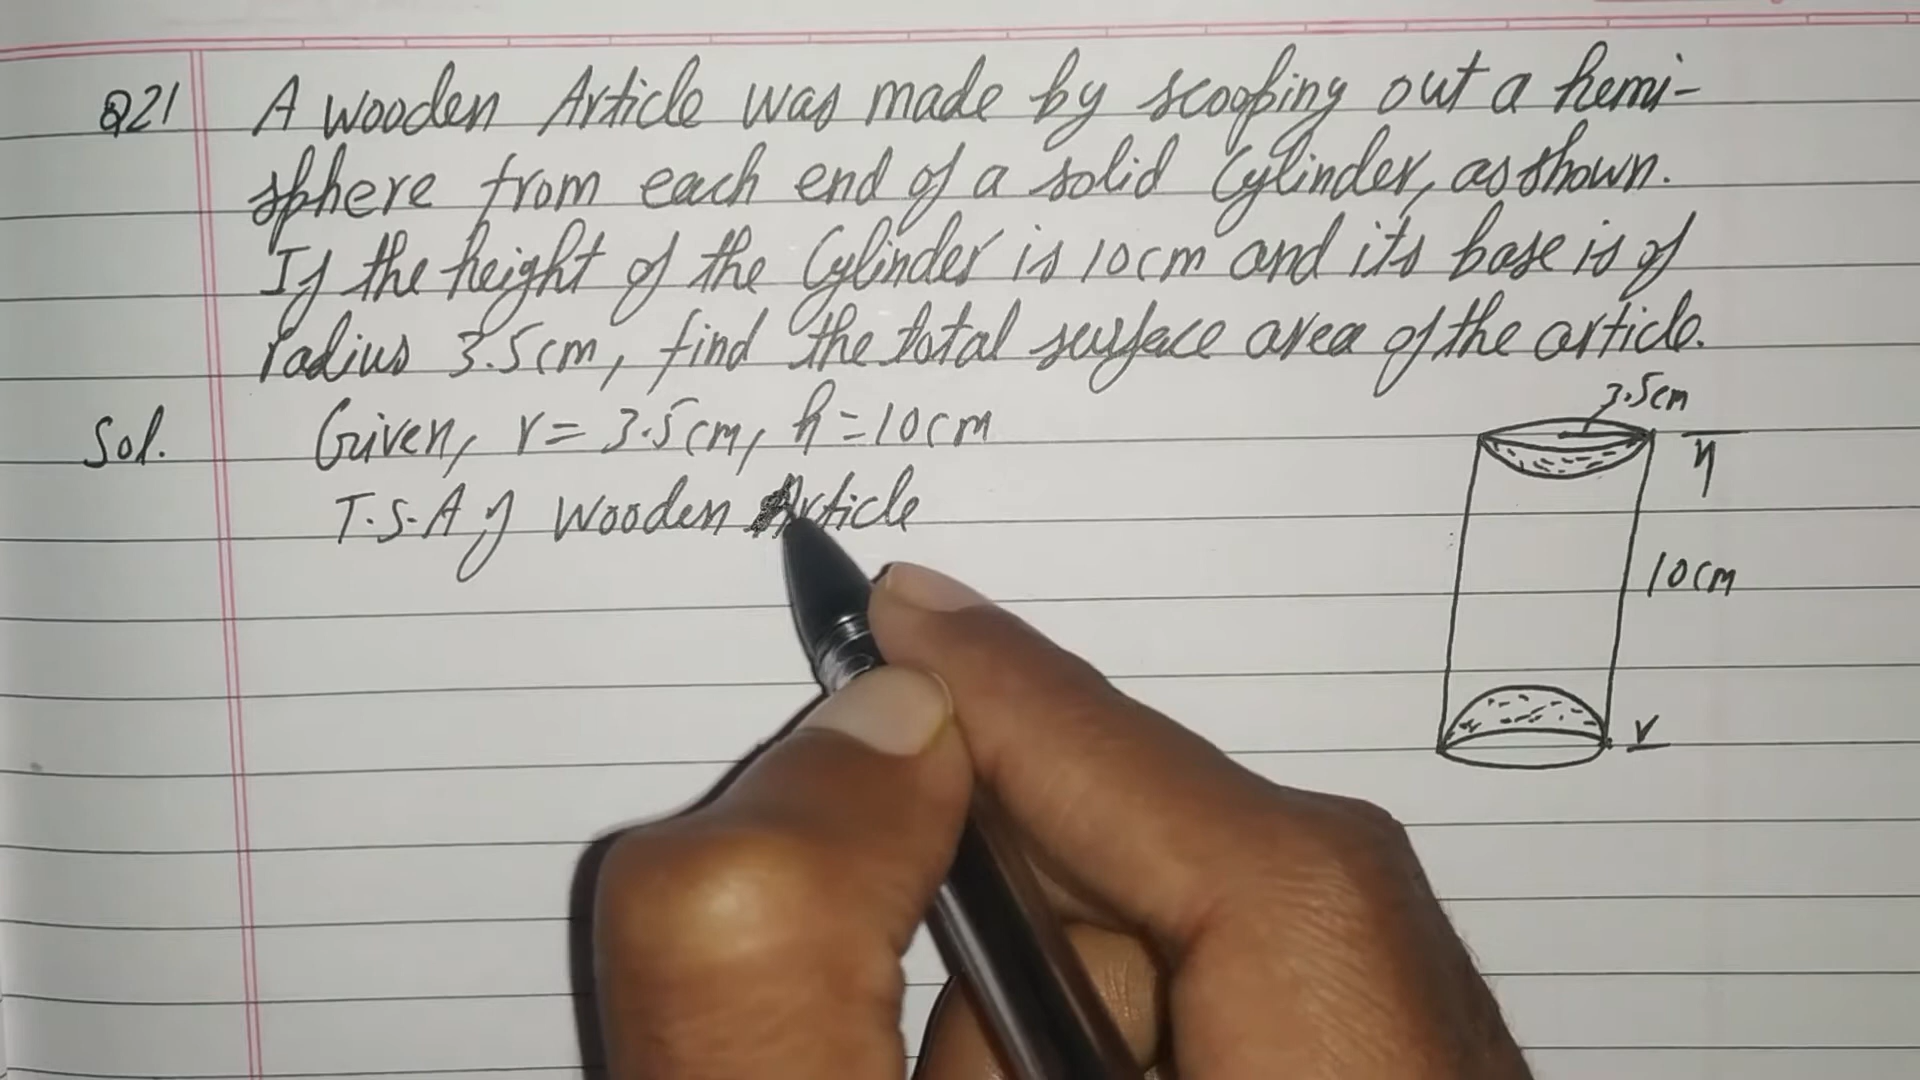 Q21 A wooden Article was made by scooping out a hemi-
sphere from each end of a solid Cylinder, as shown.
If the height of the Cylinder is 10cm and its base is of
radius 3.5cm, find the total surface area of the article.
Sol. Given, r = 3.5cm, h = 10cm
T.S.A of wooden Article
3.5cm
10cm